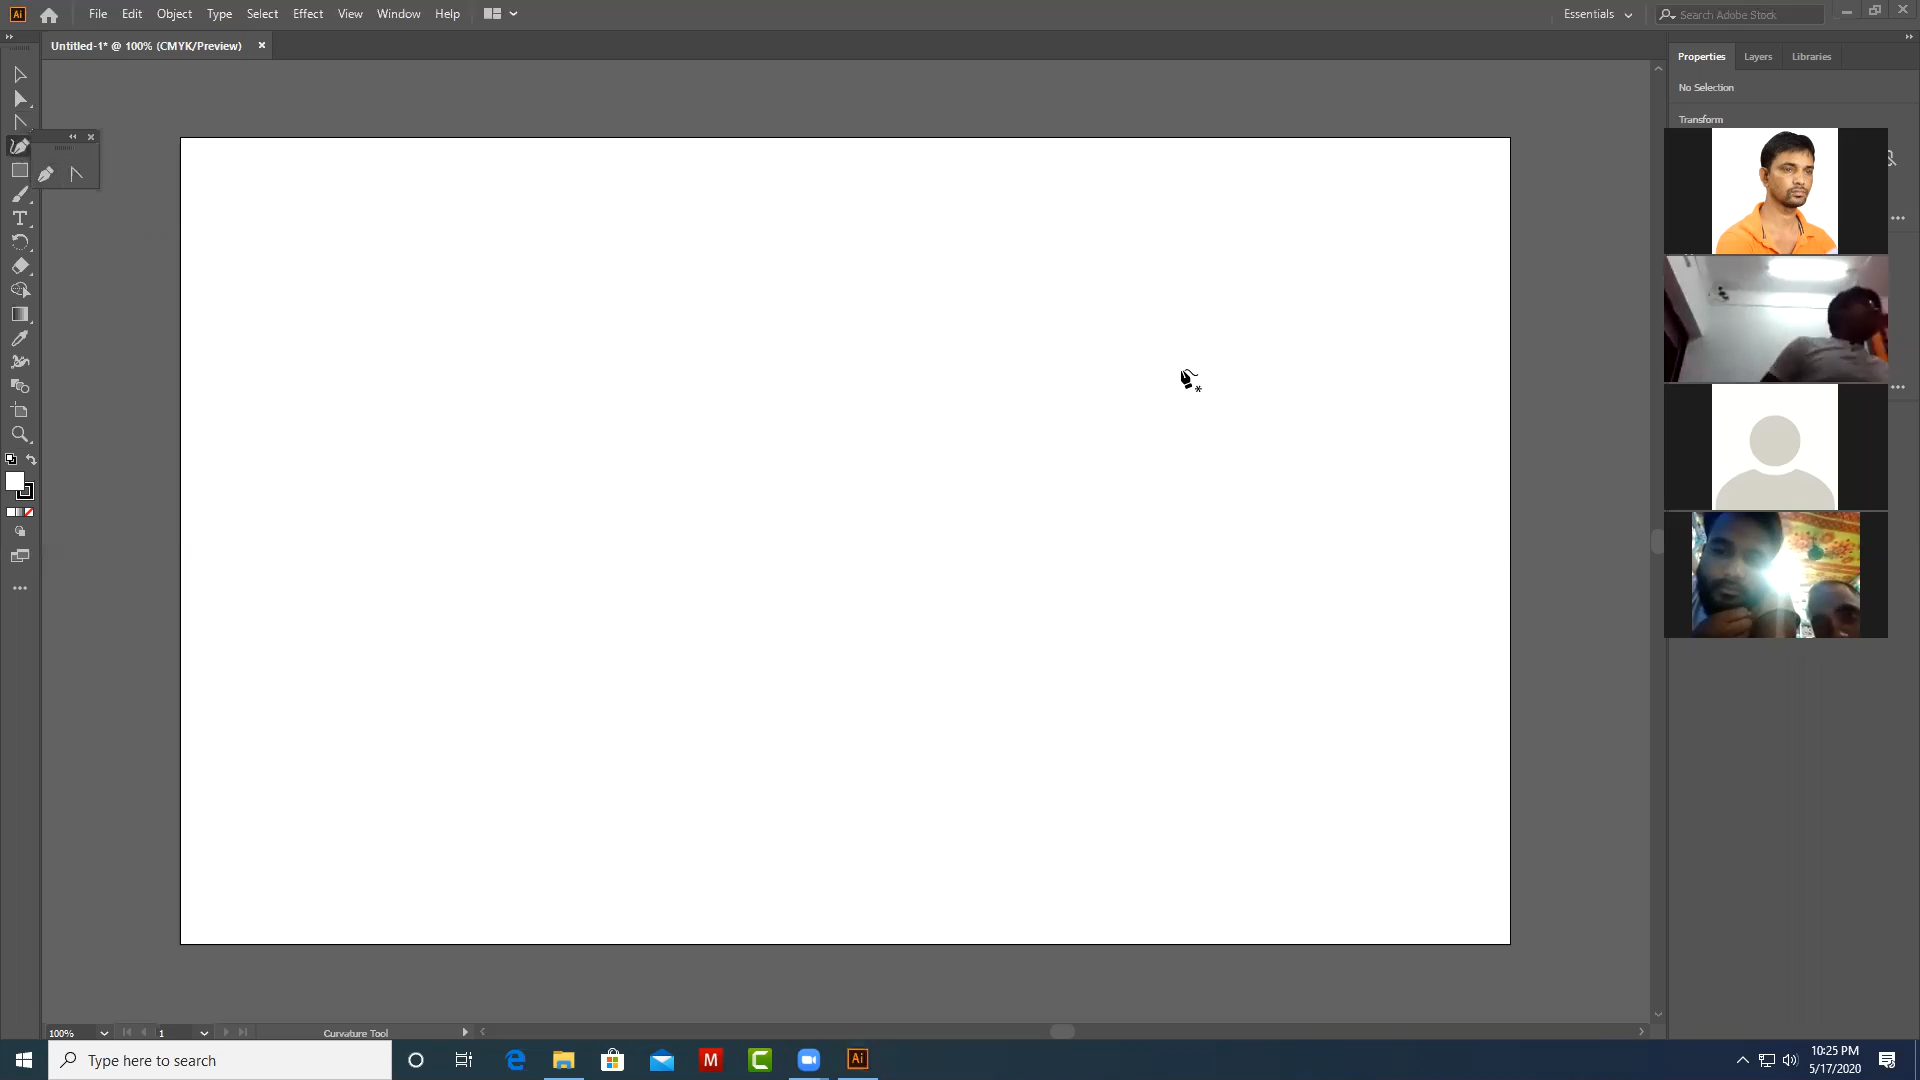 Ai File Edit Object Type Select Effect View Window Help Essentials Search Adobe Stock
Untitled-1* @ 100% (CMYK/Preview)
Properties Layers Libraries
No Selection
Transform
T
100% 1 Curvature Tool
Type here to search
M
Ai
10:25 PM
5/17/2020